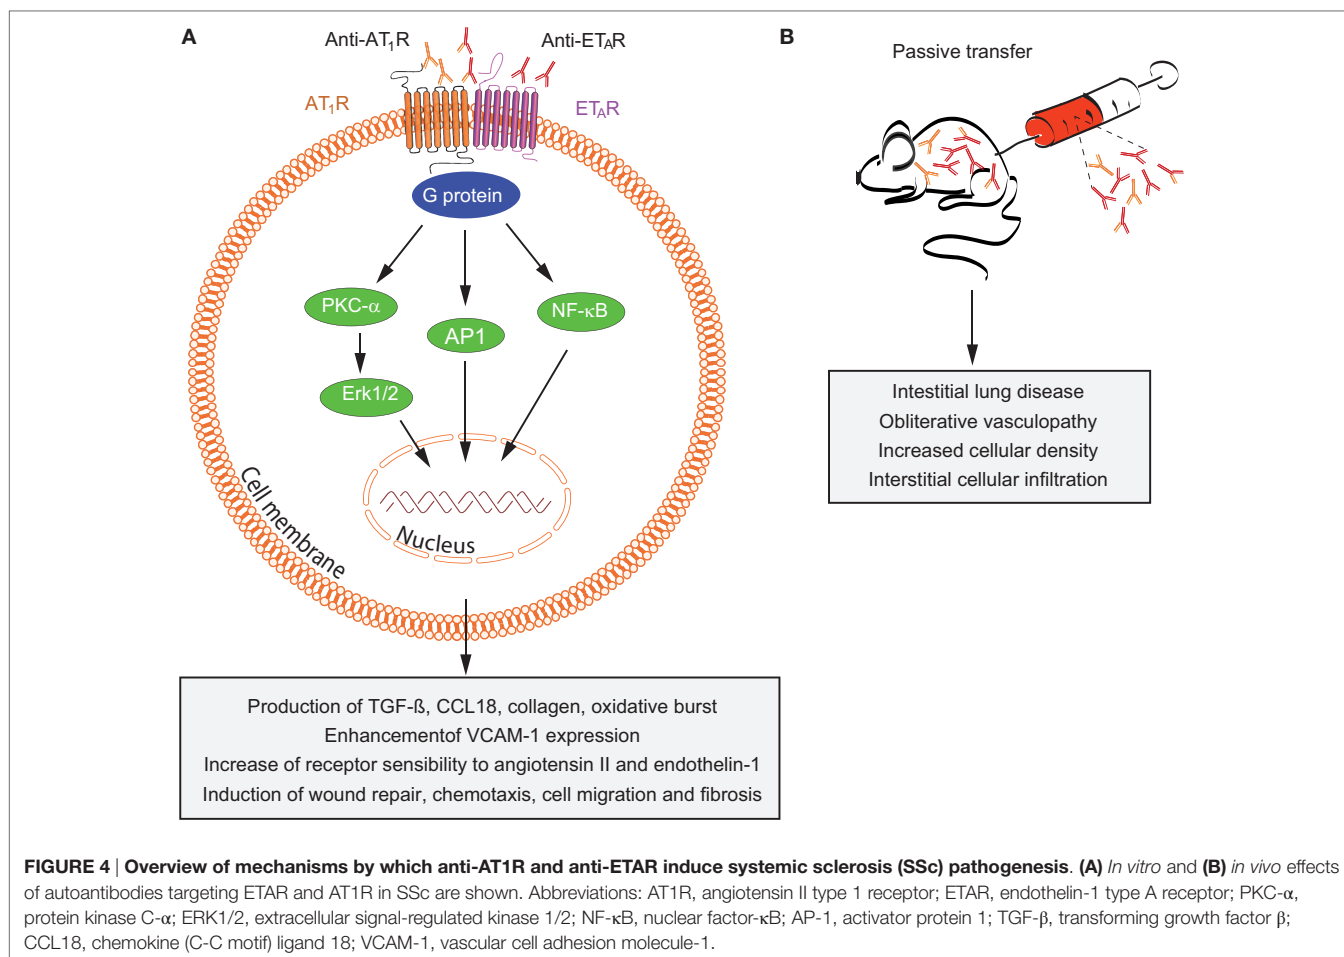 A
Anti-AT1R
Anti-ETAR
AT1R
ETAR
G protein
PKC-α
AP1
NF-κB
Erk1/2
Nucleus
Cell membrane
Production of TGF-ß, CCL18, collagen, oxidative burst
Enhancementof VCAM-1 expression
Increase of receptor sensibility to angiotensin II and endothelin-1
Induction of wound repair, chemotaxis, cell migration and fibrosis
B
Passive transfer
Intestitial lung disease
Obliterative vasculopathy
Increased cellular density
Interstitial cellular infiltration
FIGURE 4 | Overview of mechanisms by which anti-AT1R and anti-ETAR induce systemic sclerosis (SSc) pathogenesis. (A) In vitro and (B) in vivo effects
of autoantibodies targeting ETAR and AT1R in SSc are shown. Abbreviations: AT1R, angiotensin II type 1 receptor; ETAR, endothelin-1 type A receptor; PKC-α,
protein kinase C-α; ERK1/2, extracellular signal-regulated kinase 1/2; NF-κB, nuclear factor-κB; AP-1, activator protein 1; TGF-β, transforming growth factor β;
CCL18, chemokine (C-C motif) ligand 18; VCAM-1, vascular cell adhesion molecule-1.